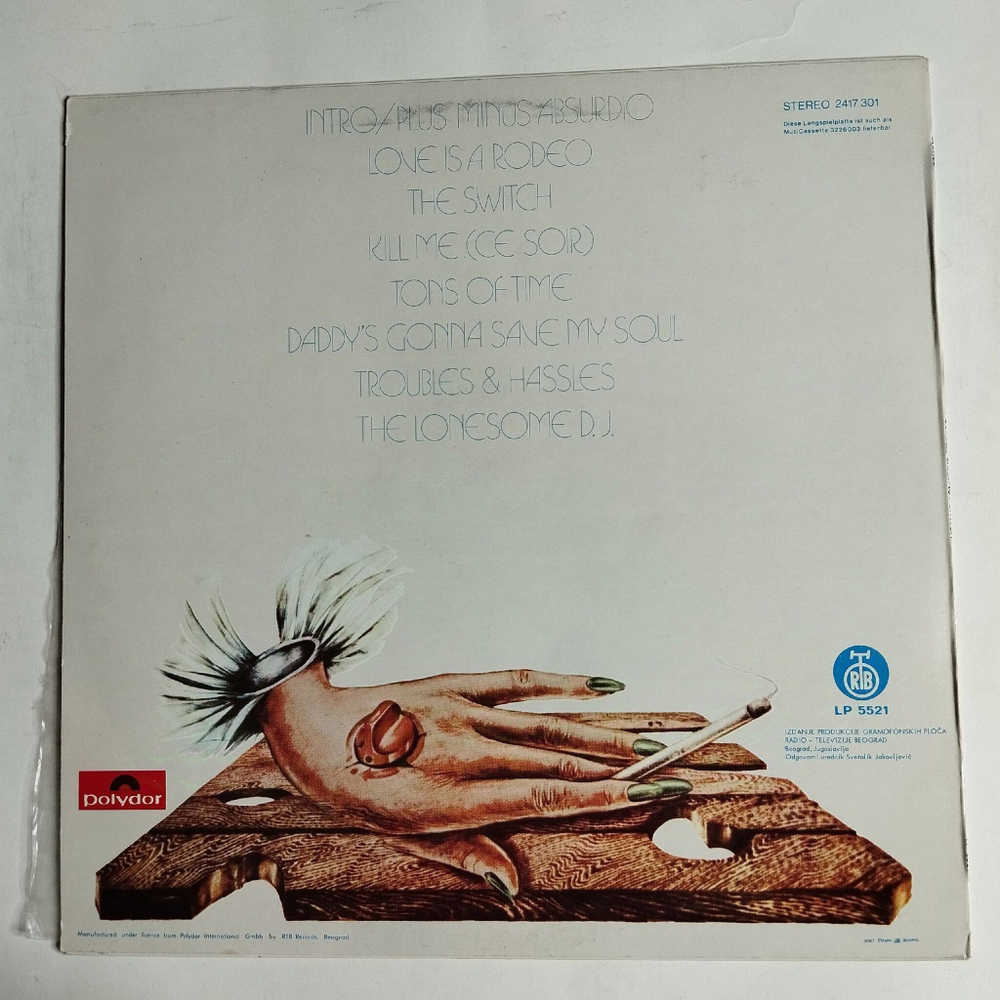 INTRO/PLUS MINUS ABSURDIO
LOVE IS A RODEO
THE SWITCH
KILL ME (CE SOIR)
TONS OF TIME
DADDY'S GONNA SAVE MY SOUL
TROUBLES & HASSLES
THE LONESOME D.J.
STEREO 2417 301
Diese Langspielplatte ist auch als
MusiCassette 3226 003 lieferbar.
RTB
LP 5521
IZDANJE PRODUKCIJE GRAMOFONSKIH PLOČA
RADIO - TELEVIZIJE BEOGRAD
Beograd, Jugoslavija
Odgovorni urednik Svetolik Jakovljević
polydor
Manufactured under license from Polydor International Gmbh by RTB Records, Beograd